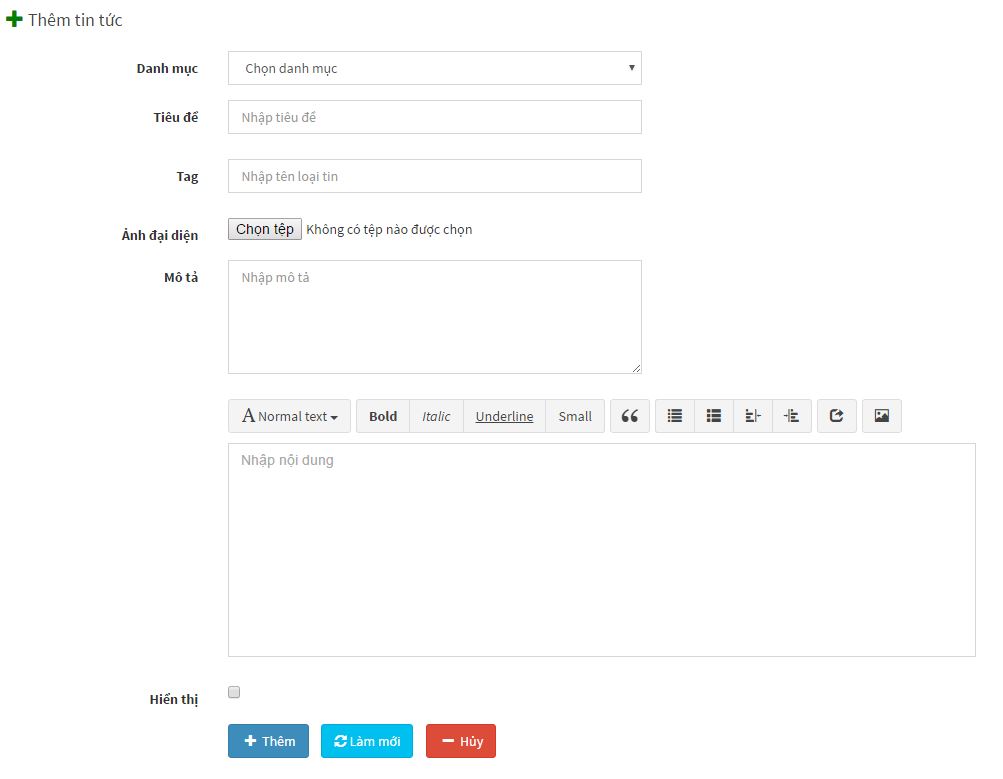 Thêm tin tức
Danh mục Chọn danh mục
Tiêu đề Nhập tiêu đề
Tag Nhập tên loại tin
Ảnh đại diện Chọn tệp Không có tệp nào được chọn
Mô tả Nhập mô tả
A Normal text Bold Italic Underline Small
Nhập nội dung
Hiển thị
Thêm Làm mới Hủy